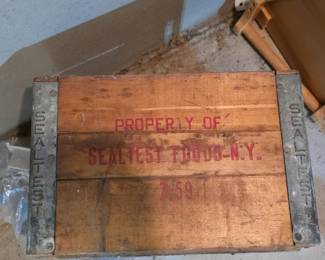 SEALTEST
PROPERTY OF
SEALTEST FOODS-N.Y.
7 59
SEALTEST